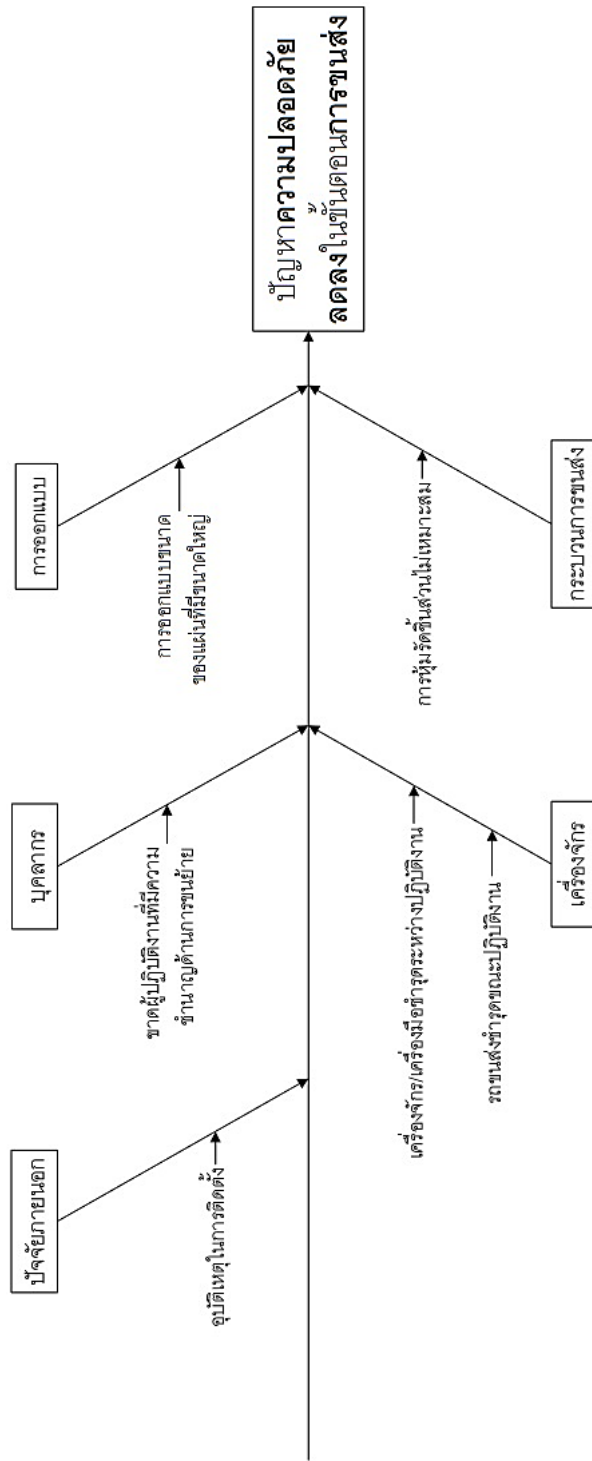 ปัจจัยภายนอก
อุบัติเหตุในการติดตั้ง
บุคลากร
ขาดผู้ปฏิบัติงานที่มีความ
ชำนาญด้านการขนย้าย
การออกแบบ
การออกแบบขนาด
ของแผ่นที่มีขนาดใหญ่
ปัญหาความปลอดภัย
ลดลงในขั้นตอนการขนส่ง
เครื่องจักร/เครื่องมือชำรุดระหว่างปฏิบัติงาน
รถขนส่งชำรุดขณะปฏิบัติงาน
เครื่องจักร
การหุ้มรัดชิ้นส่วนไม่เหมาะสม
กระบวนการขนส่ง